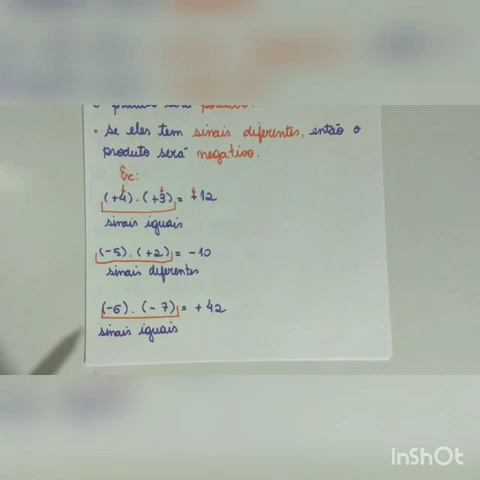 • se eles tem sinais diferentes, então o
produto será negativo.
Ex:
(+4) . (+3) = +12
sinais iguais
(-5) . (+2) = -10
sinais diferentes
(-6) . (-7) = +42
sinais iguais
InShOt